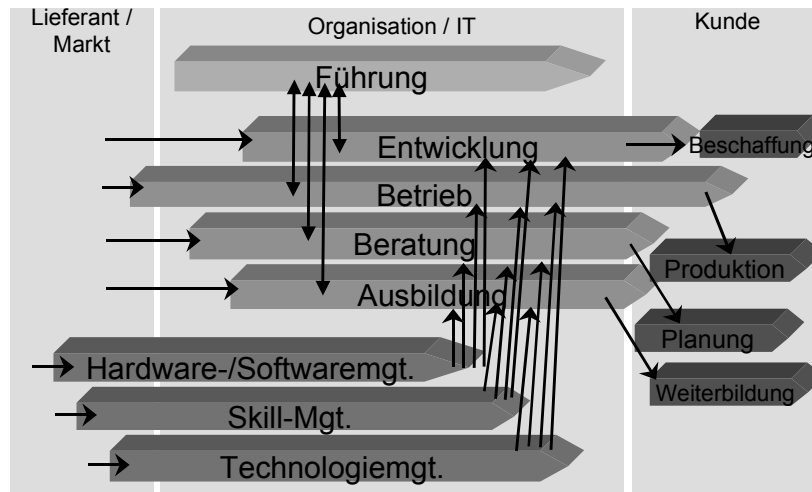 Lieferant /
Markt
Organisation / IT
Kunde
Führung
Entwicklung
Beschaffung
Betrieb
Beratung
Produktion
Ausbildung
Planung
Hardware-/Softwaremgt.
Weiterbildung
Skill-Mgt.
Technologiemgt.